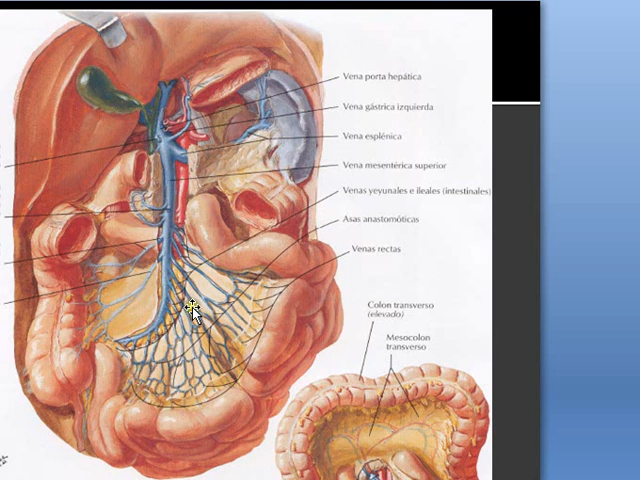 Vena porta hepática
Vena gástrica izquierda
Vena esplénica
Vena mesentérica superior
Venas yeyunales e ileales (intestinales)
Asas anastomóticas
Venas rectas
Colon transverso
(elevado)
Mesocolon
transverso